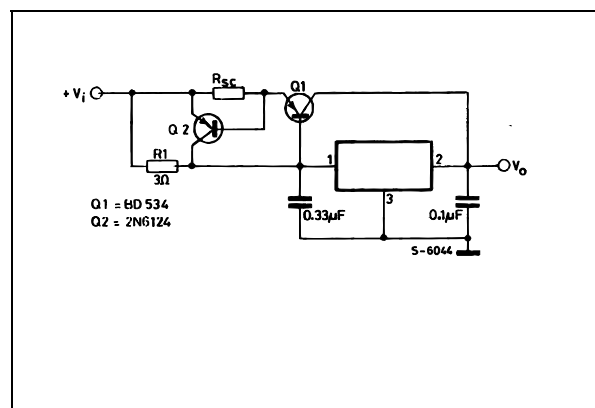 + Vi
Rsc
Q1
Q 2
R1
3Ω
1
2
3
Vo
0.33µF
0.1µF
Q1 = BD 534
Q2 = 2N6124
S-6044